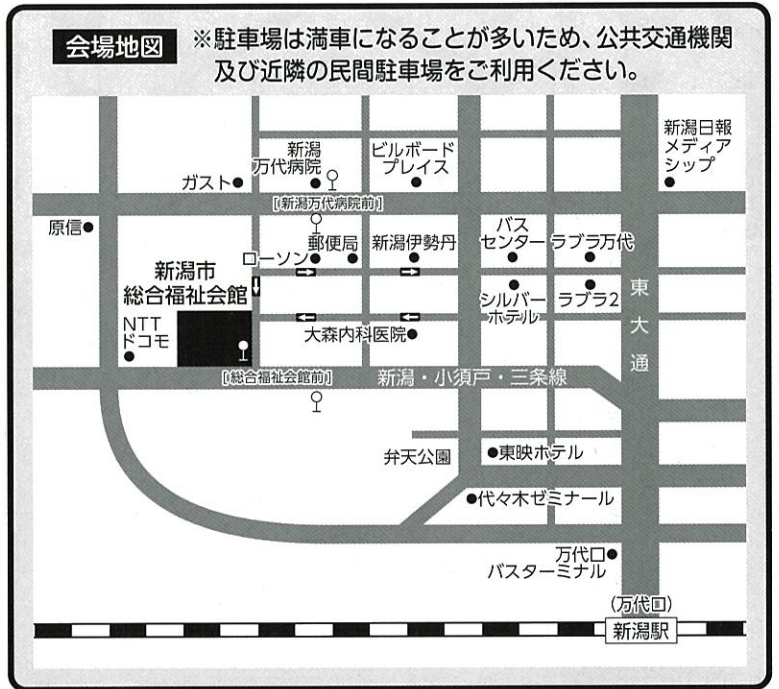 会場地図
※駐車場は満車になることが多いため、公共交通機関
及び近隣の民間駐車場をご利用ください。
新潟日報
メディア
シップ
新潟
万代病院
ビルボード
プレイス
ガスト
[新潟万代病院前]
原信
郵便局
新潟伊勢丹
バス
センター
ラブラ万代
ローソン
新潟市
総合福祉会館
シルバー
ホテル
ラブラ2
東大通
NTT
ドコモ
大森内科医院
[総合福祉会館前]
新潟・小須戸・三条線
弁天公園
東映ホテル
代々木ゼミナール
万代口
バスターミナル
(万代口)
新潟駅